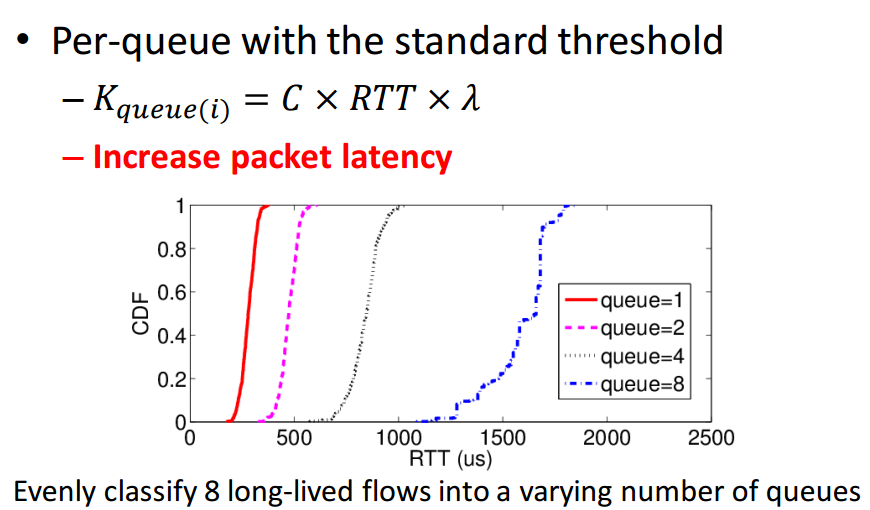 • Per-queue with the standard threshold
– K_queue(i) = C × RTT × λ
– Increase packet latency
1
0.8
0.6
0.4
0.2
0
CDF
queue=1
queue=2
queue=4
queue=8
0 500 1000 1500 2000 2500
RTT (us)
Evenly classify 8 long-lived flows into a varying number of queues